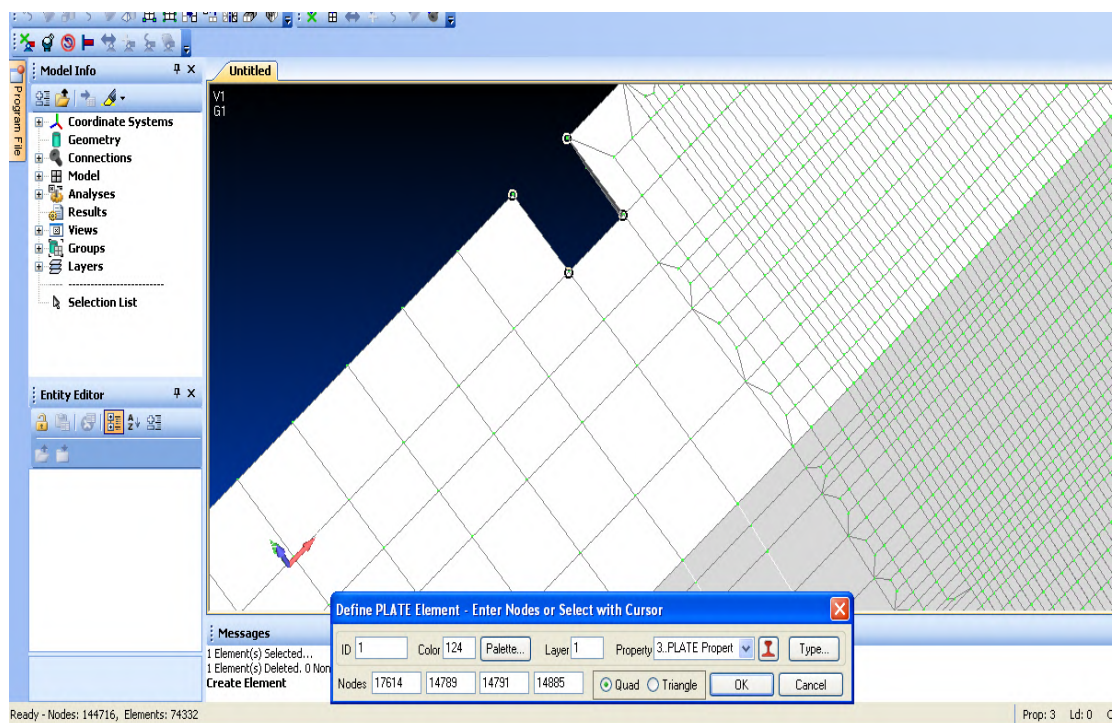 Program File
Model Info
Coordinate Systems
Geometry
Connections
Model
Analyses
Results
Views
Groups
Layers
Selection List
Untitled
V1
G1
Entity Editor
Messages
1 Element(s) Selected...
1 Element(s) Deleted. 0 Non
Create Element
Define PLATE Element - Enter Nodes or Select with Cursor
ID 1 Color 124 Palette... Layer 1 Property 3..PLATE Propert Type...
Nodes 17614 14789 14791 14885 Quad Triangle OK Cancel
Ready - Nodes: 144716, Elements: 74332 Prop: 3 Ld: 0 C